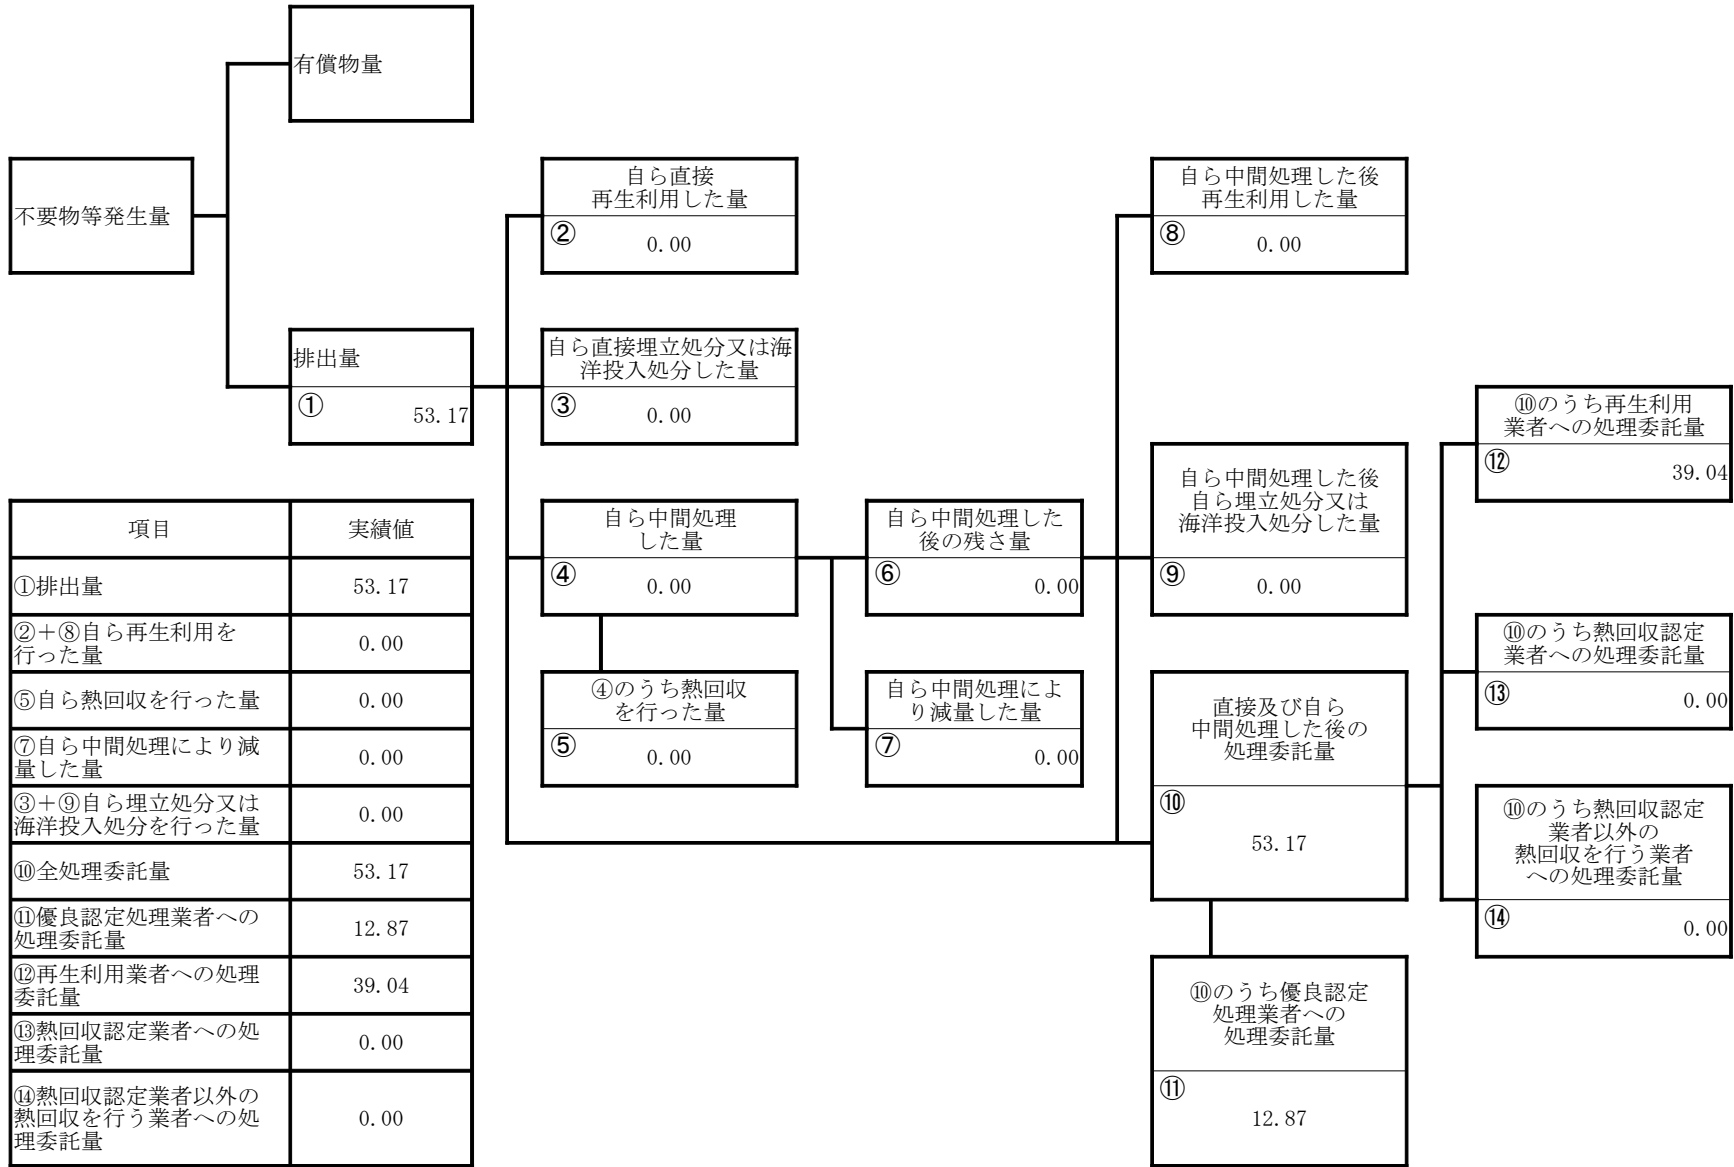 有償物量
不要物等発生量
自ら直接
再生利用した量
②
0.00
自ら中間処理した後
再生利用した量
⑧
0.00
排出量
①
53.17
自ら直接埋立処分又は海
洋投入処分した量
③
0.00
⑩のうち再生利用
業者への処理委託量
⑫
39.04
自ら中間処理した後
自ら埋立処分又は
海洋投入処分した量
⑨
0.00
自ら中間処理
した量
④
0.00
自ら中間処理した
後の残さ量
⑥
0.00
⑩のうち熱回収認定
業者への処理委託量
⑬
0.00
④のうち熱回収
を行った量
⑤
0.00
自ら中間処理によ
り減量した量
⑦
0.00
直接及び自ら
中間処理した後の
処理委託量
⑩
53.17
⑩のうち熱回収認定
業者以外の
熱回収を行う業者
への処理委託量
⑭
0.00
⑩のうち優良認定
処理業者への
処理委託量
⑪
12.87
項目 実績値
①排出量 53.17
②＋⑧自ら再生利用を
行った量 0.00
⑤自ら熱回収を行った量 0.00
⑦自ら中間処理により減
量した量 0.00
③＋⑨自ら埋立処分又は
海洋投入処分を行った量 0.00
⑩全処理委託量 53.17
⑪優良認定処理業者への
処理委託量 12.87
⑫再生利用業者への処理
委託量 39.04
⑬熱回収認定業者への処
理委託量 0.00
⑭熱回収認定業者以外の
熱回収を行う業者への処
理委託量 0.00